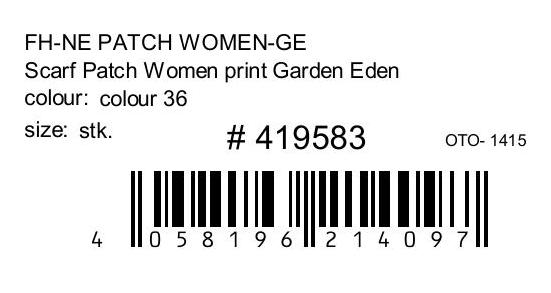 FH-NE PATCH WOMEN-GE
Scarf Patch Women print Garden Eden
colour: colour 36
size: stk.
# 419583
OTO- 1415
4 058196 214097